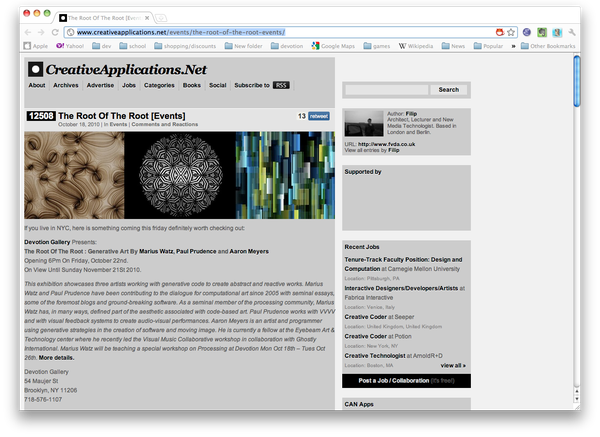 The Root Of The Root [Events]
www.creativeapplications.net/events/the-root-of-the-root-events/
Apple Yahoo! dev school shopping/discounts New folder devotion Google Maps games Wikipedia News Popular » Other Bookmarks
CreativeApplications.Net
About Archives Advertise Jobs Categories Books Social Subscribe to RSS
12508 The Root Of The Root [Events] 13 retweet
October 19, 2010 | In Events | Comments and Reactions
If you live in NYC, here is something coming this friday definitely worth checking out:
Devotion Gallery Presents:
The Root Of The Root : Generative Art By Marius Watz, Paul Prudence and Aaron Meyers
Opening 6Pm On Friday, October 22nd.
On View Until Sunday November 21St 2010.
This exhibition showcases three artists working with generative code to create abstract and reactive works. Marius
Watz and Paul Prudence have been contributing to the dialogue for computational art since 2005 with seminal essays,
some of the foremost blogs and ground-breaking software. As a seminal member of the processing community, Marius
Watz has, in many ways, defined part of the aesthetic associated with code-based art. Paul Prudence works with VVVV
and with visual feedback systems to create audio-visual performances. Aaron Meyers is an artist and programmer
using generative strategies in the creation of software and moving image. He is currently a fellow at the Eyebeam Art &
Technology center where he recently led the Visual Music Collaborative workshop in collaboration with Ghostly
International. Marius Watz will be teaching a special workshop on Processing at Devotion Mon Oct 18th – Tues Oct
26th. More details.
Devotion Gallery
54 Maujer St
Brooklyn, NY 11206
718-576-1107
Search
Author: Filip
Architect, Lecturer and New
Media Technologist. Based in
London and Berlin.
URL: http://www.fvda.co.uk
View all entries by Filip
Supported by
Recent Jobs
Tenure-Track Faculty Position: Design and
Computation at Carnegie Mellon University
Location: Pittsburgh, PA
Interactive Designers/Developers/Artists at
Fabrica Interactive
Location: Venice, Italy
Creative Coder at Seeper
Location: United Kingdom, United Kingdom
Creative Coder at Potion
Location: New York, NY
Creative Technologist at Arnold R+D
Location: Boston, MA view all »
Post a Job / Collaboration (it's free!)
CAN Apps